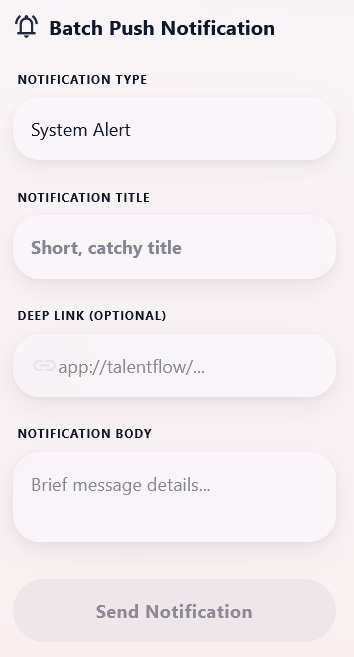 Batch Push Notification
NOTIFICATION TYPE
System Alert
NOTIFICATION TITLE
Short, catchy title
DEEP LINK (OPTIONAL)
app://talentflow/...
NOTIFICATION BODY
Brief message details...
Send Notification